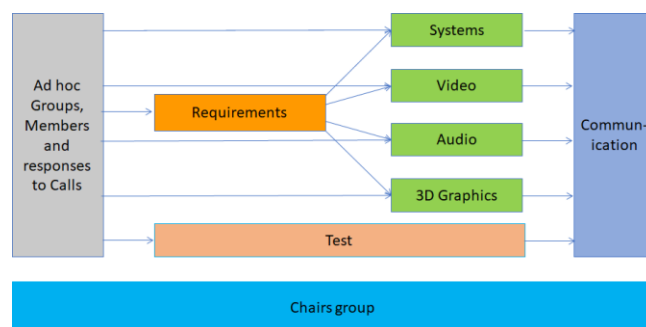 Ad hoc
Groups,
Members
and
responses
to Calls
Requirements
Systems
Video
Audio
3D Graphics
Test
Commun-
ication
Chairs group